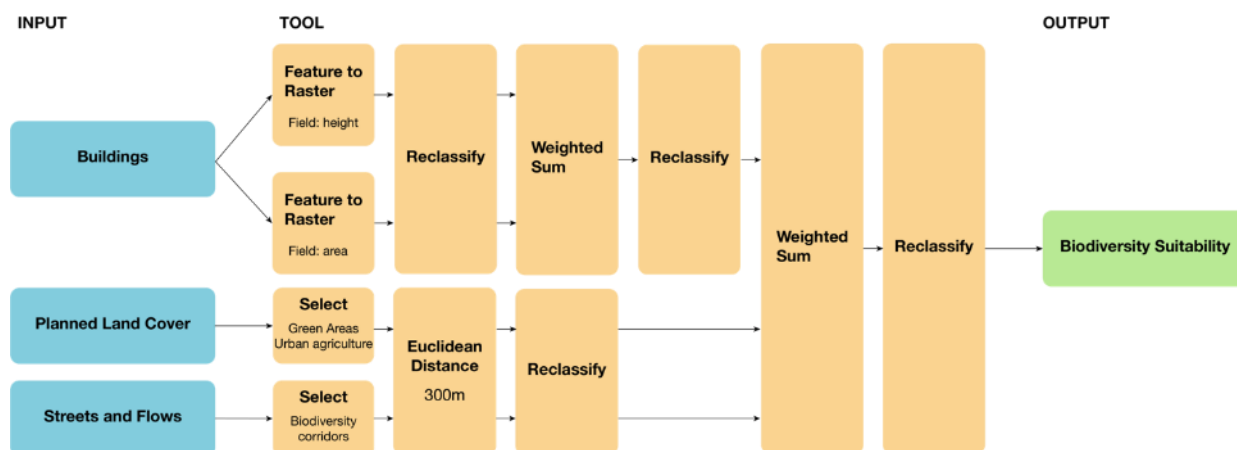 INPUT
TOOL
OUTPUT
Feature to
Raster
Field: height
Buildings
Reclassify
Weighted
Sum
Reclassify
Feature to
Raster
Field: area
Weighted
Sum
Reclassify
Biodiversity Suitability
Planned Land Cover
Select
Green Areas
Urban agriculture
Euclidean
Distance
300m
Reclassify
Streets and Flows
Select
Biodiversity
corridors